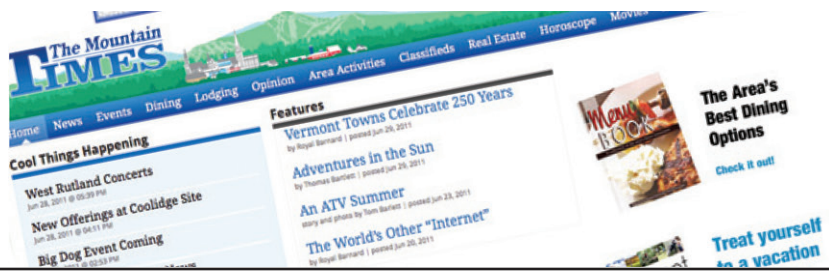 The Mountain
TIMES
Home News Events Dining Lodging Opinion Area Activities Classifieds Real Estate Horoscope Movies
Cool Things Happening
West Rutland Concerts
Jun 28, 2011 @ 05:39 PM
New Offerings at Coolidge Site
Jun 28, 2011 @ 04:11 PM
Big Dog Event Coming
2011 @ 02:53 PM
Features
Vermont Towns Celebrate 250 Years
by Royal Barnard | posted Jun 29, 2011
Adventures in the Sun
by Thomas Bartlett | posted Jun 29, 2011
An ATV Summer
story and photo by Tom Barlett | posted Jun 23, 2011
The World's Other "Internet"
by Royal Barnard | posted Jun 20, 2011
Menu
BOOK
The Area's
Best Dining
Options
Check it out!
Treat yourself
to a vacation